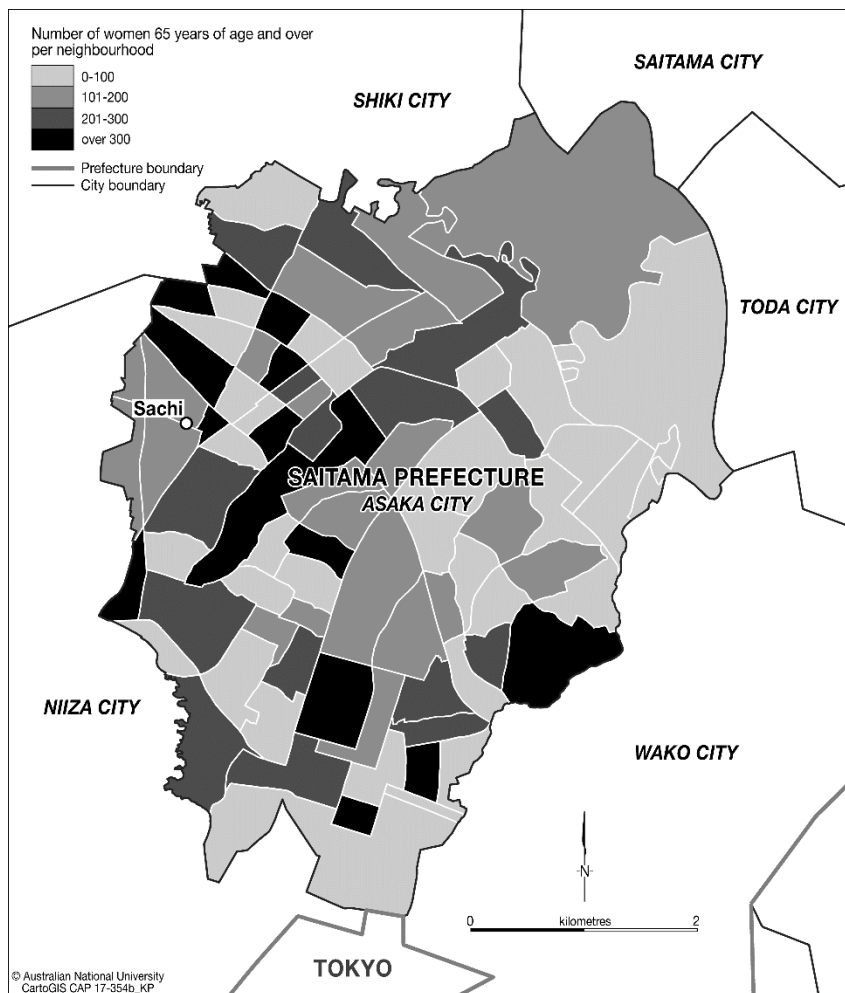 Number of women 65 years of age and over
per neighbourhood
0-100
101-200
201-300
over 300
Prefecture boundary
City boundary
SAITAMA CITY
SHIKI CITY
TODA CITY
Sachi
SAITAMA PREFECTURE
ASAKA CITY
NIIZA CITY
WAKO CITY
N
0 kilometres 2
TOKYO
© Australian National University
CartoGIS CAP 17-354b_KP